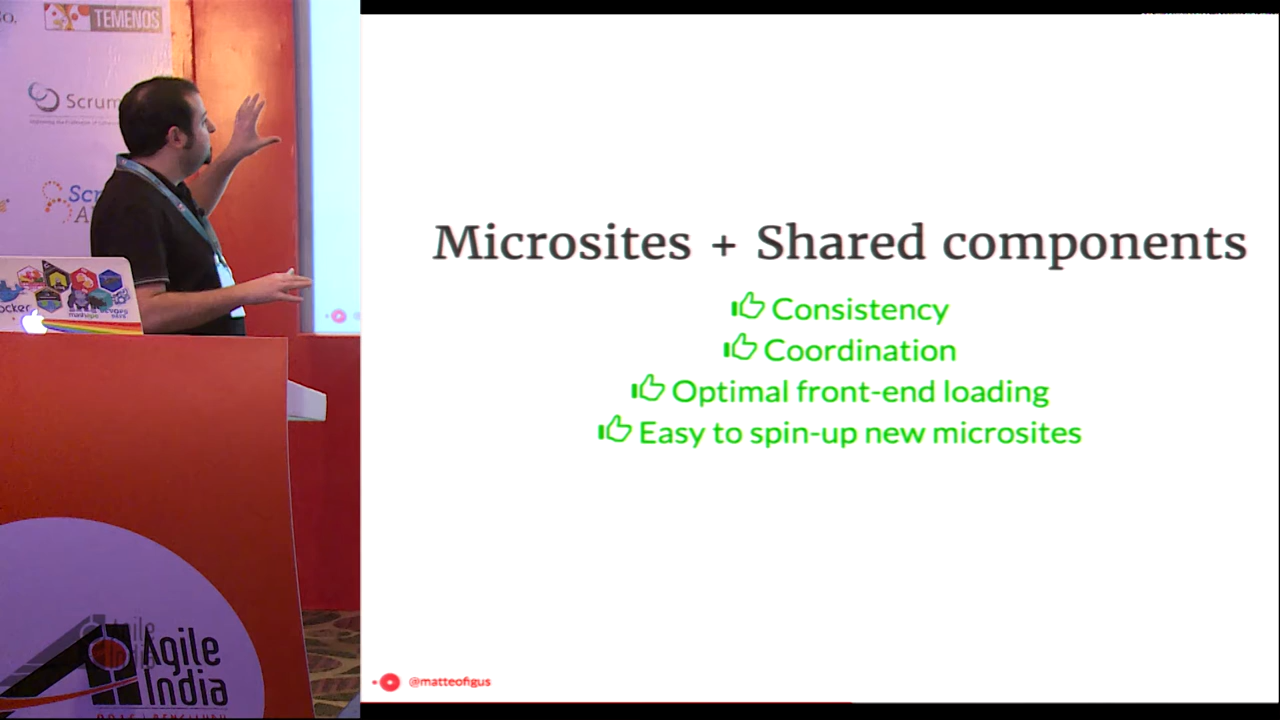 TEMENOS
Scrum
Microsites + Shared components
Consistency
Coordination
Optimal front-end loading
Easy to spin-up new microsites
@matteofigus
Agile
India